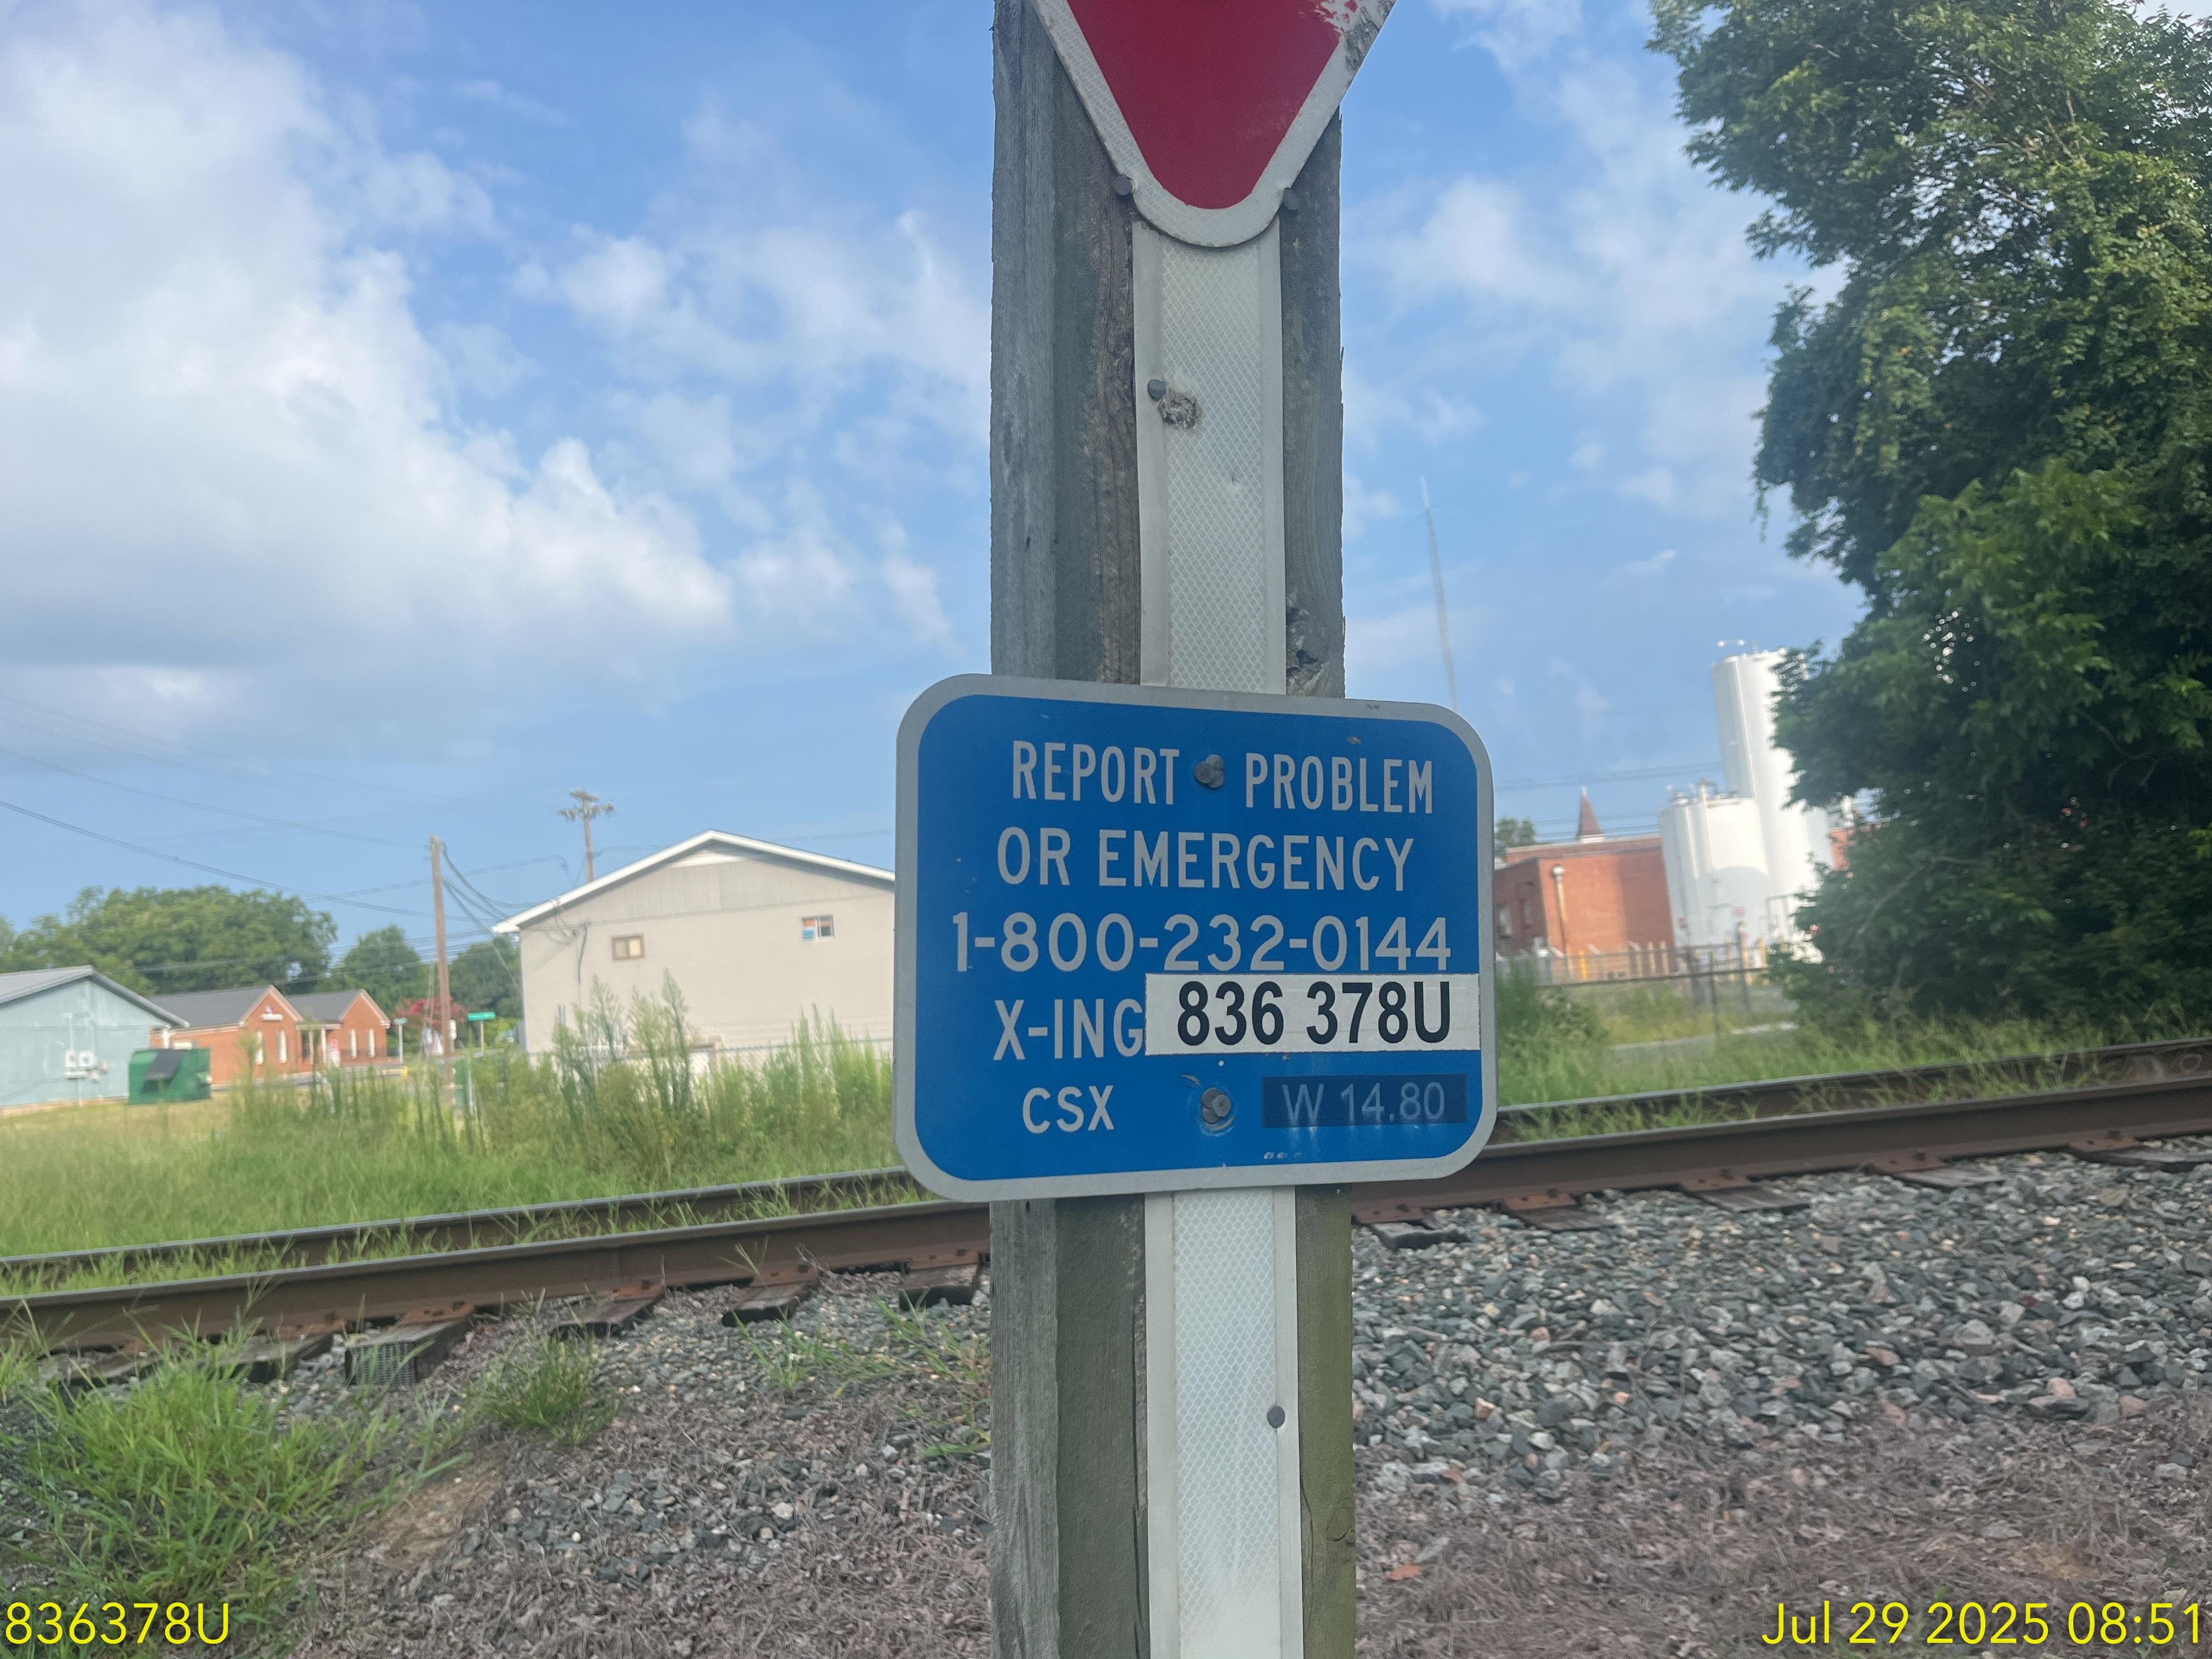 REPORT PROBLEM
OR EMERGENCY
1-800-232-0144
X-ING 836 378U
CSX W 14.80
836378U
Jul 29 2025 08:51